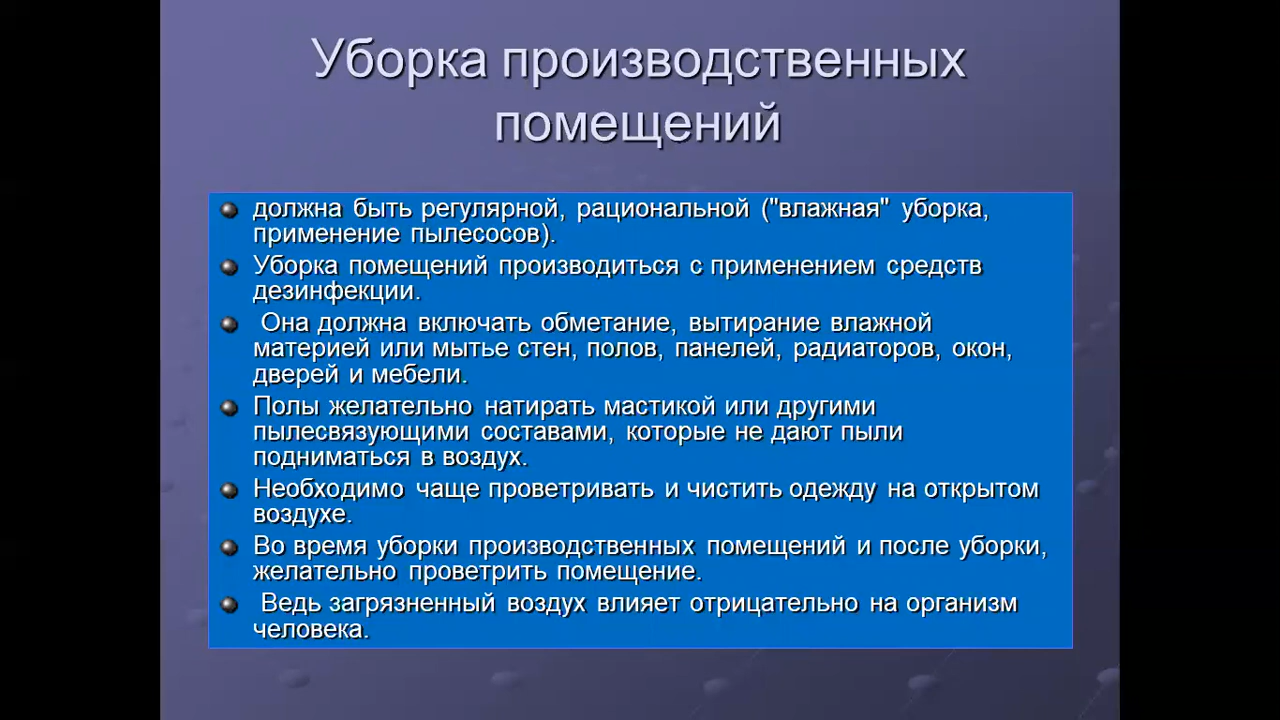 Уборка производственных
помещений
должна быть регулярной, рациональной ("влажная" уборка,
применение пылесосов).
Уборка помещений производиться с применением средств
дезинфекции.
Она должна включать обметание, вытирание влажной
материей или мытье стен, полов, панелей, радиаторов, окон,
дверей и мебели.
Полы желательно натирать мастикой или другими
пылесвязующими составами, которые не дают пыли
подниматься в воздух.
Необходимо чаще проветривать и чистить одежду на открытом
воздухе.
Во время уборки производственных помещений и после уборки,
желательно проветрить помещение.
Ведь загрязненный воздух влияет отрицательно на организм
человека.